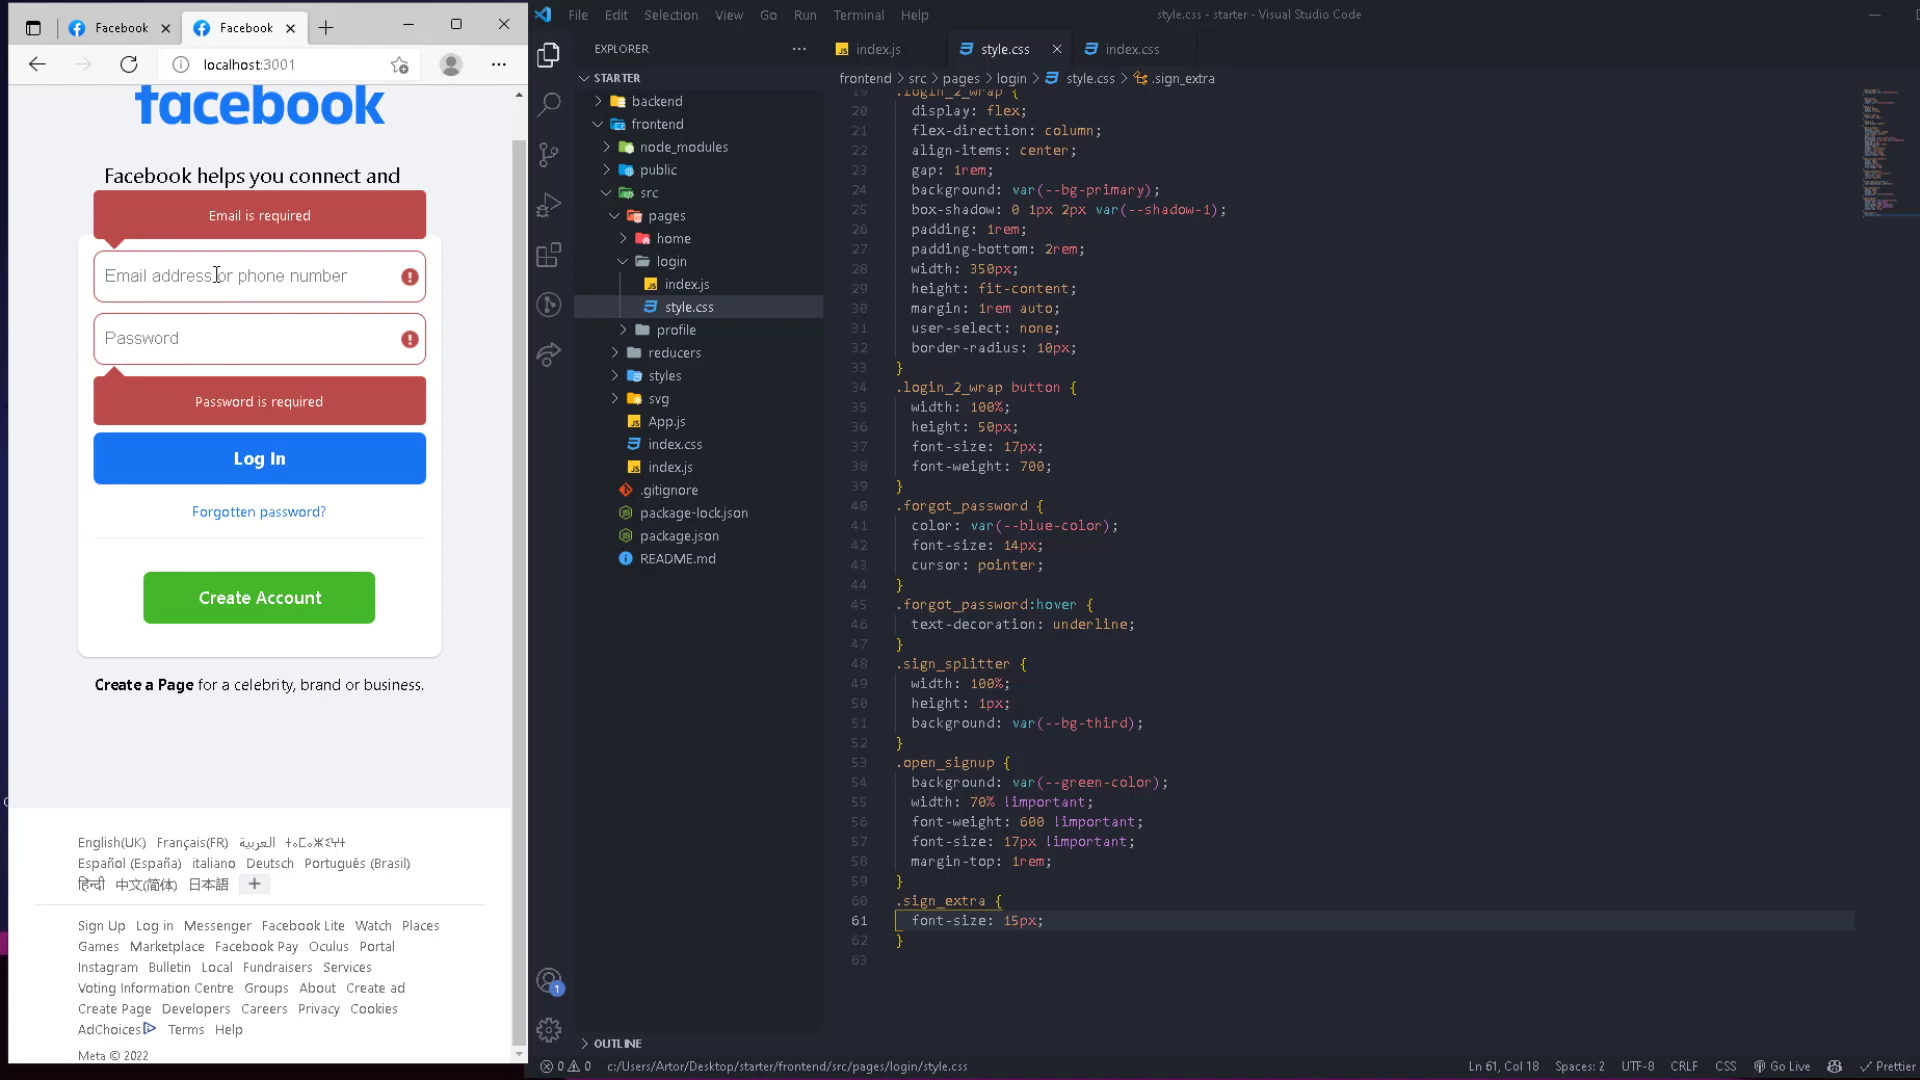 Facebook
Facebook
localhost:3001
facebook
Facebook helps you connect and
Email is required
Email address or phone number
Password
Password is required
Log In
Forgotten password?
Create Account
Create a Page for a celebrity, brand or business.
English(UK) Français(FR) العربية ⵜⴰⵎⴰⵣⵉⵖⵜ
Español (España) italiano Deutsch Português (Brasil)
हिन्दी 中文(简体) 日本語 +
Sign Up Log in Messenger Facebook Lite Watch Places
Games Marketplace Facebook Pay Oculus Portal
Instagram Bulletin Local Fundraisers Services
Voting Information Centre Groups About Create ad
Create Page Developers Careers Privacy Cookies
AdChoices Terms Help
Meta © 2022
File Edit Selection View Go Run Terminal Help
style.css - starter - Visual Studio Code
EXPLORER
STARTER
backend
frontend
node_modules
public
src
pages
home
login
index.js
style.css
profile
reducers
styles
svg
App.js
index.css
index.js
.gitignore
package-lock.json
package.json
README.md
OUTLINE
1
index.js style.css index.css
frontend > src > pages > login > style.css > .sign_extra
19 .login_2_wrap {
20 display: flex;
21 flex-direction: column;
22 align-items: center;
23 gap: 1rem;
24 background: var(--bg-primary);
25 box-shadow: 0 1px 2px var(--shadow-1);
26 padding: 1rem;
27 padding-bottom: 2rem;
28 width: 350px;
29 height: fit-content;
30 margin: 1rem auto;
31 user-select: none;
32 border-radius: 10px;
33 }
34 .login_2_wrap button {
35 width: 100%;
36 height: 50px;
37 font-size: 17px;
38 font-weight: 700;
39 }
40 .forgot_password {
41 color: var(--blue-color);
42 font-size: 14px;
43 cursor: pointer;
44 }
45 .forgot_password:hover {
46 text-decoration: underline;
47 }
48 .sign_splitter {
49 width: 100%;
50 height: 1px;
51 background: var(--bg-third);
52 }
53 .open_signup {
54 background: var(--green-color);
55 width: 70% !important;
56 font-weight: 600 !important;
57 font-size: 17px !important;
58 margin-top: 1rem;
59 }
60 .sign_extra {
61 font-size: 15px;
62 }
63
0 0 c:/Users/Artor/Desktop/starter/frontend/src/pages/login/style.css
Ln 61, Col 18 Spaces: 2 UTF-8 CRLF CSS Go Live Prettier